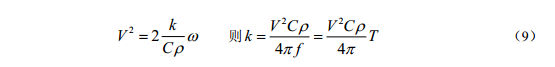 V² = 2 k/(Cρ) ω 则 k = V²Cρ/(4πf) = V²Cρ/(4π) T （9）